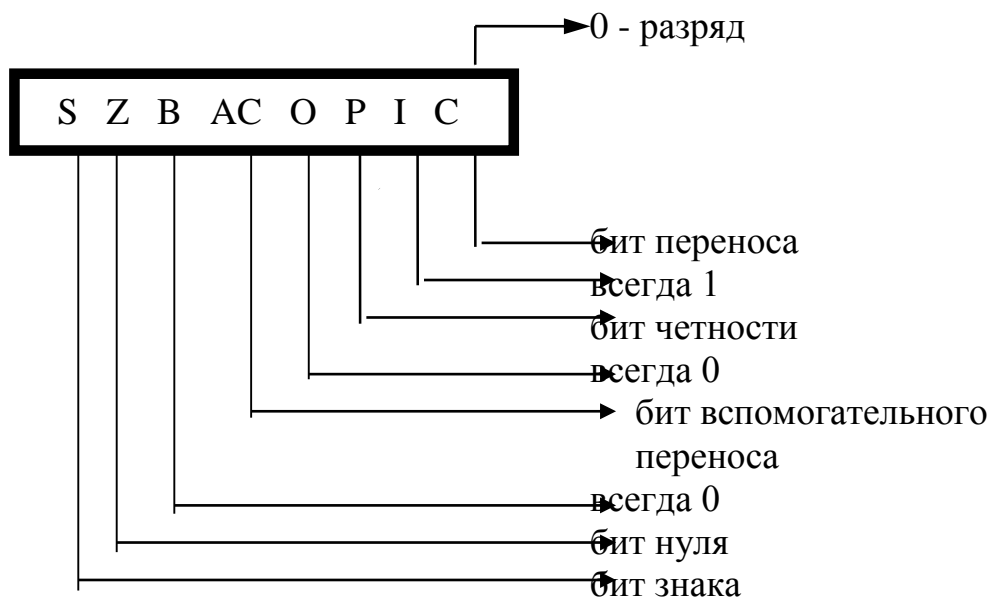 0 - разряд
S Z B AC O P I C
бит переноса
всегда 1
бит четности
всегда 0
бит вспомогательного
переноса
всегда 0
бит нуля
бит знака